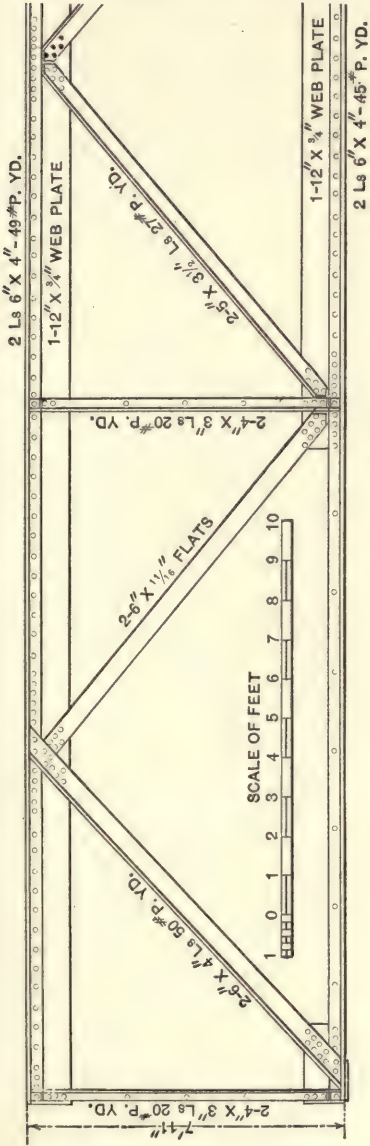 2 Ls 6" X 4"-49# P. YD.
1-12" X 3/4" WEB PLATE
2-5" X 3 1/2" Ls 27# P. YD.
1-12" X 3/4" WEB PLATE
2 Ls 6" X 4"-45# P. YD.
2-4" X 3" Ls 20# P. YD.
2-6" X 11/16" FLATS
SCALE OF FEET
1 0 1 2 3 4 5 6 7 8 9 10
2-6" X 4" Ls 50# P. YD.
2-4" X 3" Ls 20# P. YD.
7' 11"